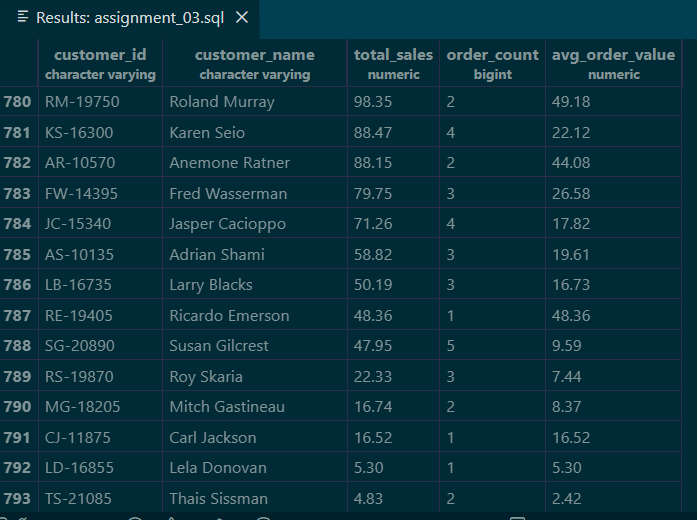 Results: assignment_03.sql
customer_id customer_name total_sales order_count avg_order_value
character varying character varying numeric bigint numeric
780 RM-19750 Roland Murray 98.35 2 49.18
781 KS-16300 Karen Seio 88.47 4 22.12
782 AR-10570 Anemone Ratner 88.15 2 44.08
783 FW-14395 Fred Wasserman 79.75 3 26.58
784 JC-15340 Jasper Cacioppo 71.26 4 17.82
785 AS-10135 Adrian Shami 58.82 3 19.61
786 LB-16735 Larry Blacks 50.19 3 16.73
787 RE-19405 Ricardo Emerson 48.36 1 48.36
788 SG-20890 Susan Gilcrest 47.95 5 9.59
789 RS-19870 Roy Skaria 22.33 3 7.44
790 MG-18205 Mitch Gastineau 16.74 2 8.37
791 CJ-11875 Carl Jackson 16.52 1 16.52
792 LD-16855 Lela Donovan 5.30 1 5.30
793 TS-21085 Thais Sissman 4.83 2 2.42